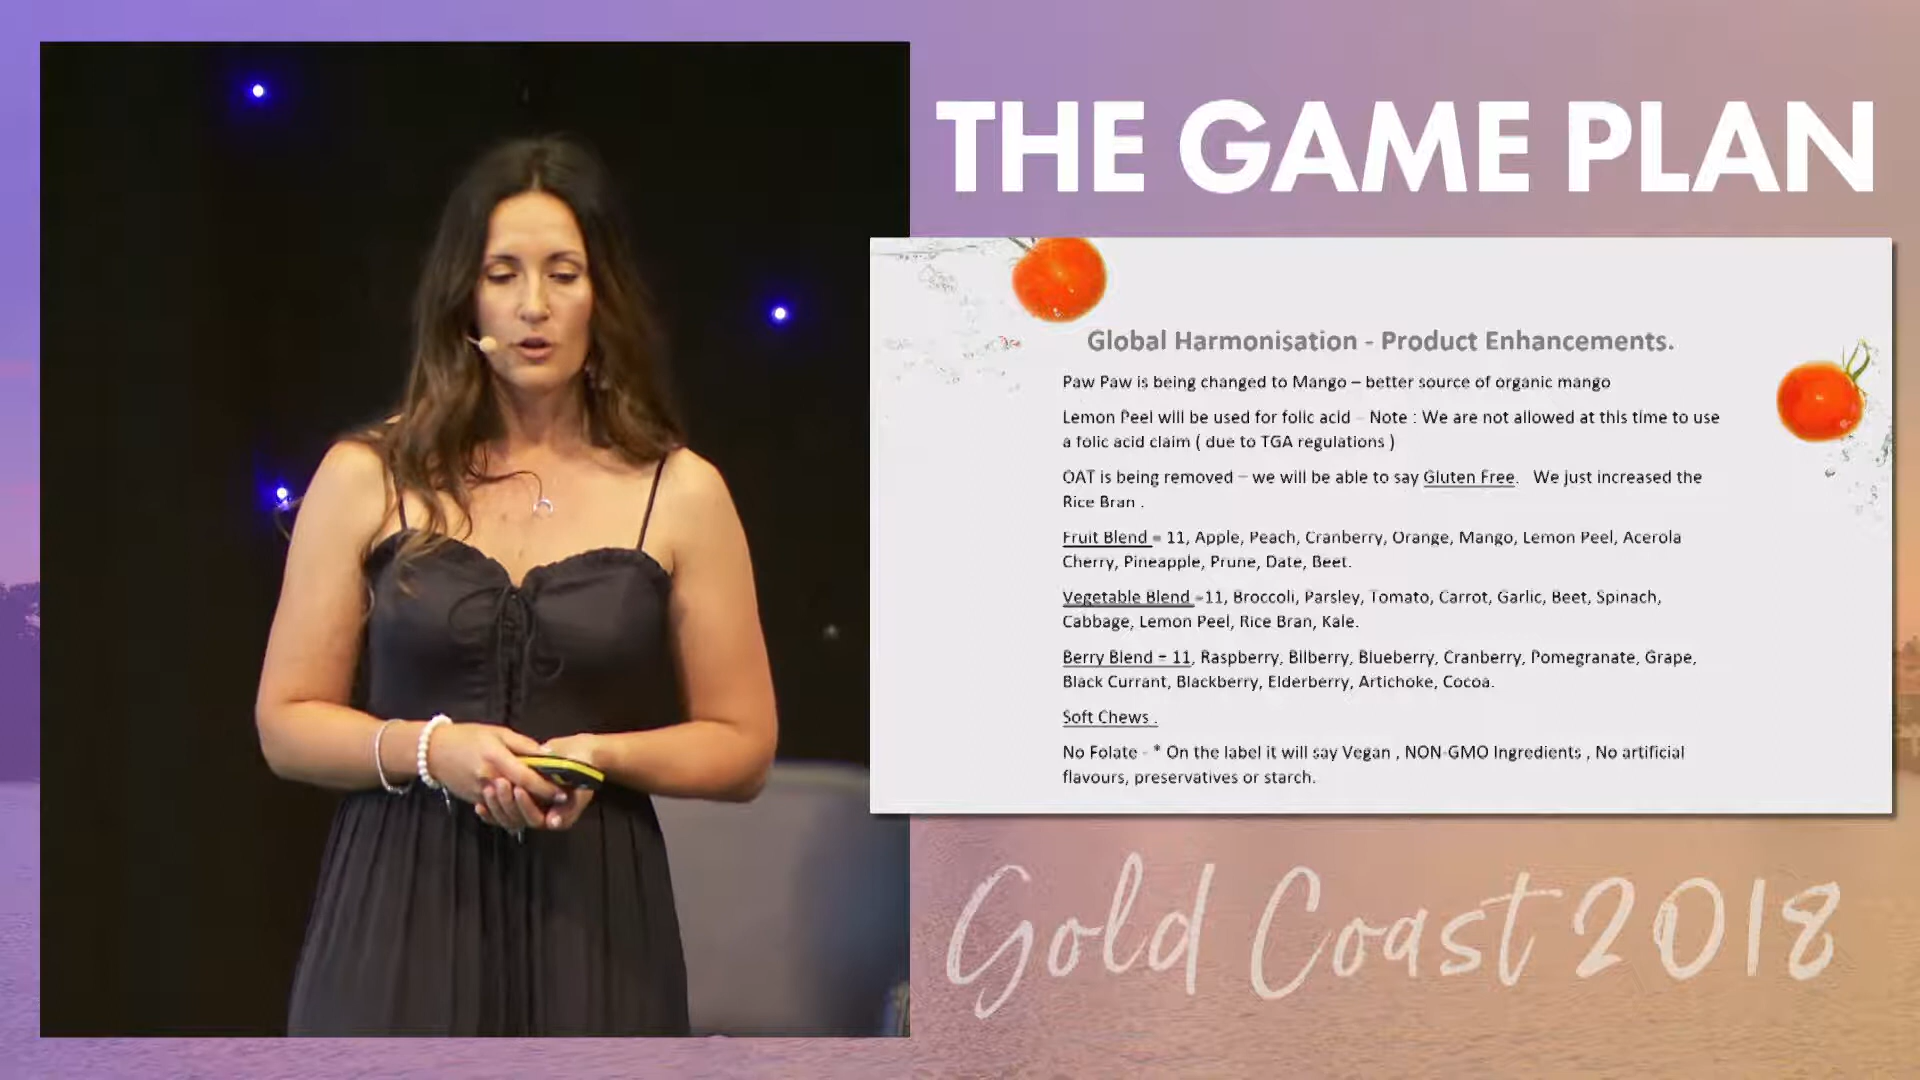 THE GAME PLAN
Global Harmonisation - Product Enhancements.
Paw Paw is being changed to Mango – better source of organic mango
Lemon Peel will be used for folic acid – Note : We are not allowed at this time to use
a folic acid claim ( due to TGA regulations )
OAT is being removed – we will be able to say Gluten Free. We just increased the
Rice Bran .
Fruit Blend = 11, Apple, Peach, Cranberry, Orange, Mango, Lemon Peel, Acerola
Cherry, Pineapple, Prune, Date, Beet.
Vegetable Blend =11, Broccoli, Parsley, Tomato, Carrot, Garlic, Beet, Spinach,
Cabbage, Lemon Peel, Rice Bran, Kale.
Berry Blend = 11, Raspberry, Bilberry, Blueberry, Cranberry, Pomegranate, Grape,
Black Currant, Blackberry, Elderberry, Artichoke, Cocoa.
Soft Chews .
No Folate - * On the label it will say Vegan , NON-GMO Ingredients , No artificial
flavours, preservatives or starch.
Gold Coast 2018